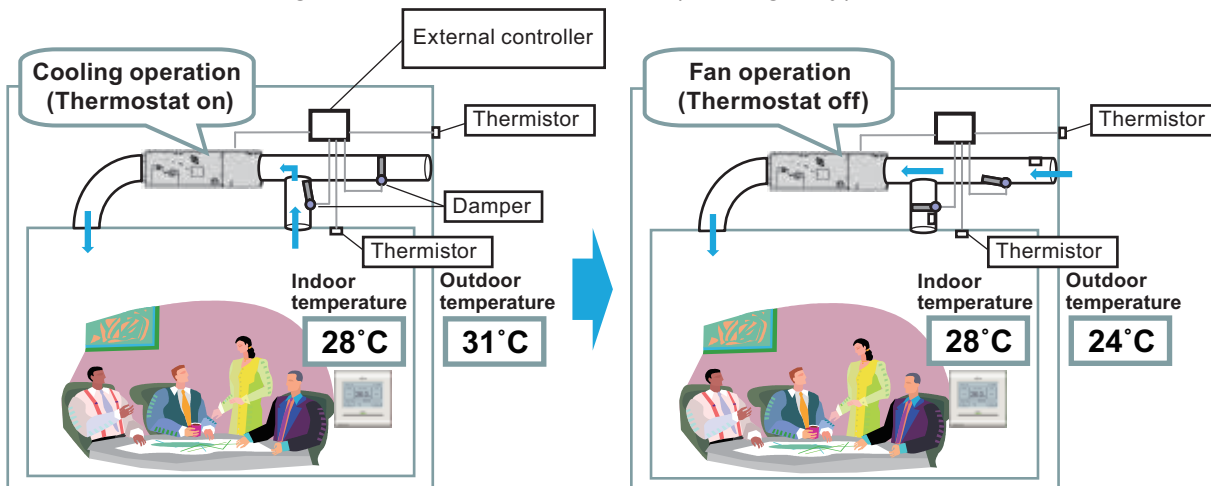 External controller
Cooling operation
(Thermostat on)
Thermistor
Damper
Thermistor
Indoor
temperature
28˚C
Outdoor
temperature
31˚C
Fan operation
(Thermostat off)
Thermistor
Thermistor
Indoor
temperature
28˚C
Outdoor
temperature
24˚C